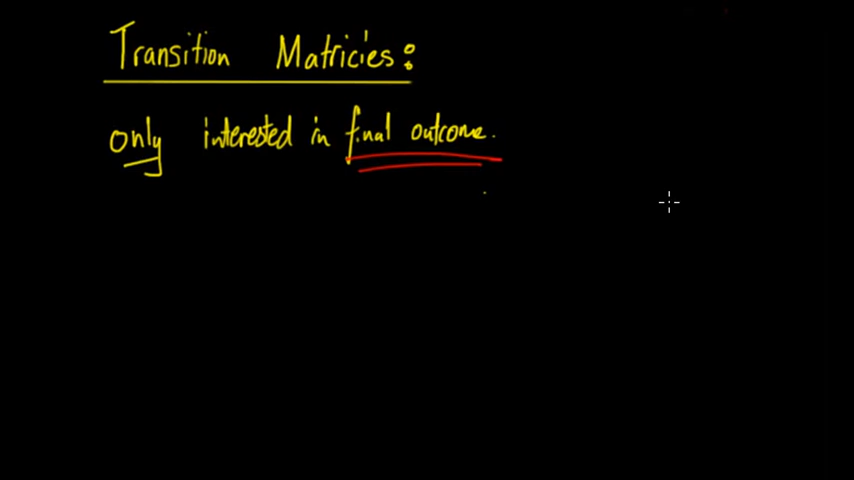 Transition Matricies:
only interested in final outcome.